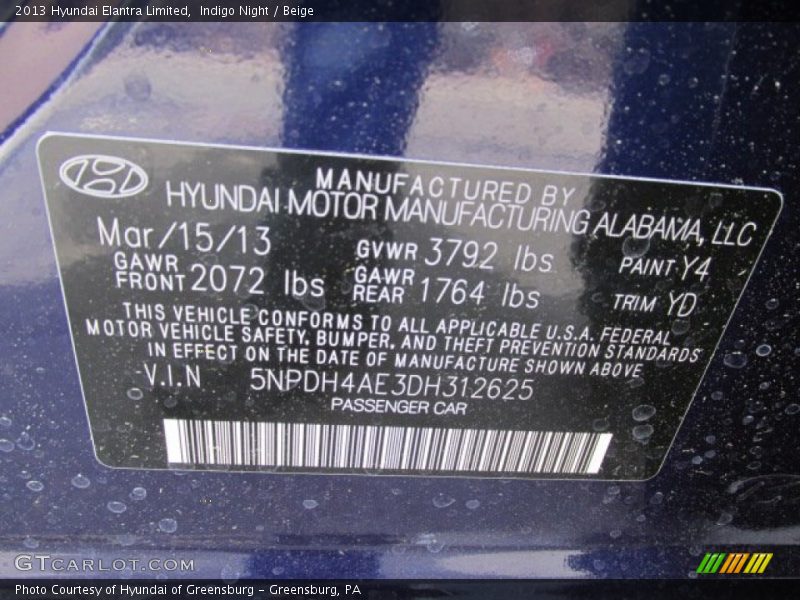 2013 Hyundai Elantra Limited, Indigo Night / Beige
MANUFACTURED BY
HYUNDAI MOTOR MANUFACTURING ALABAMA, LLC
Mar/15/13 GVWR 3792 lbs PAINT Y4
GAWR FRONT 2072 lbs GAWR REAR 1764 lbs TRIM YD
THIS VEHICLE CONFORMS TO ALL APPLICABLE U.S.A. FEDERAL
MOTOR VEHICLE SAFETY, BUMPER, AND THEFT PREVENTION STANDARDS
IN EFFECT ON THE DATE OF MANUFACTURE SHOWN ABOVE
V.I.N 5NPDH4AE3DH312625
PASSENGER CAR
GTCARLOT.COM
Photo Courtesy of Hyundai of Greensburg - Greensburg, PA